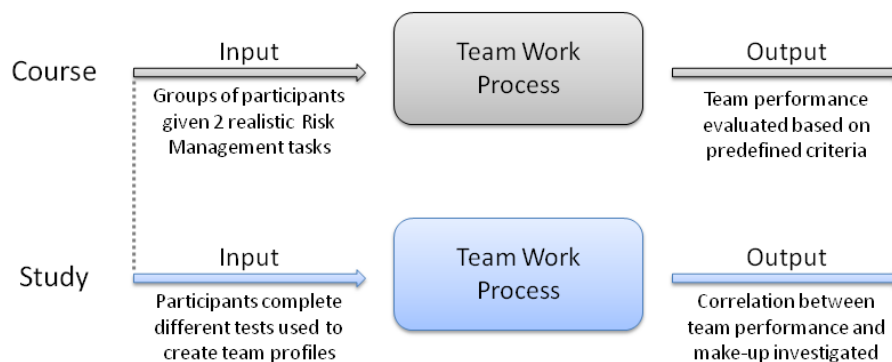 Course
Input
Groups of participants
given 2 realistic Risk
Management tasks
Team Work
Process
Output
Team performance
evaluated based on
predefined criteria
Study
Input
Participants complete
different tests used to
create team profiles
Team Work
Process
Output
Correlation between
team performance and
make-up investigated